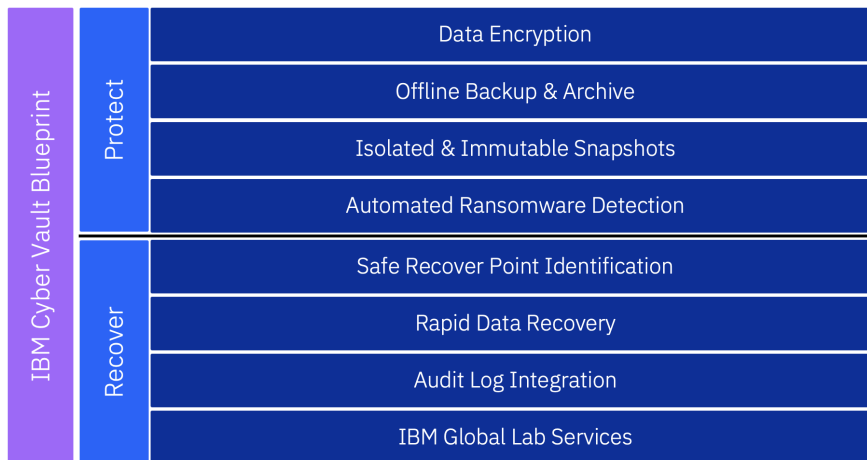 IBM Cyber Vault Blueprint
Protect
Data Encryption
Offline Backup & Archive
Isolated & Immutable Snapshots
Automated Ransomware Detection
Recover
Safe Recover Point Identification
Rapid Data Recovery
Audit Log Integration
IBM Global Lab Services